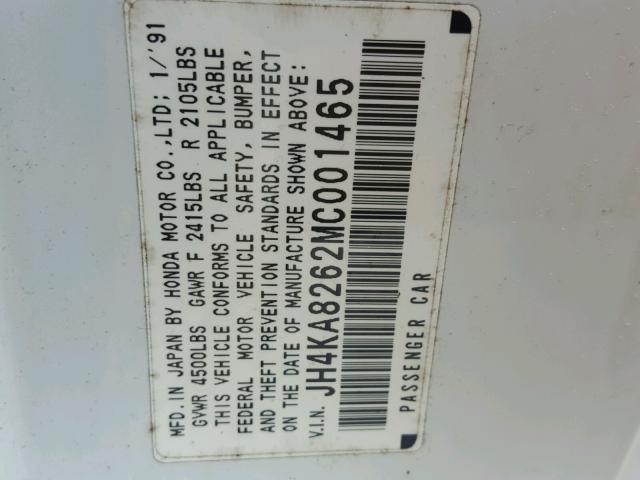 MFD. IN JAPAN BY HONDA MOTOR CO.,LTD; 1/'91
GVWR 4500LBS GAWR F 2415LBS R 2105LBS
THIS VEHICLE CONFORMS TO ALL APPLICABLE
FEDERAL MOTOR VEHICLE SAFETY, BUMPER,
AND THEFT PREVENTION STANDARDS IN EFFECT
ON THE DATE OF MANUFACTURE SHOWN ABOVE:
V.I.N. JH4KA8262MC001465
PASSENGER CAR